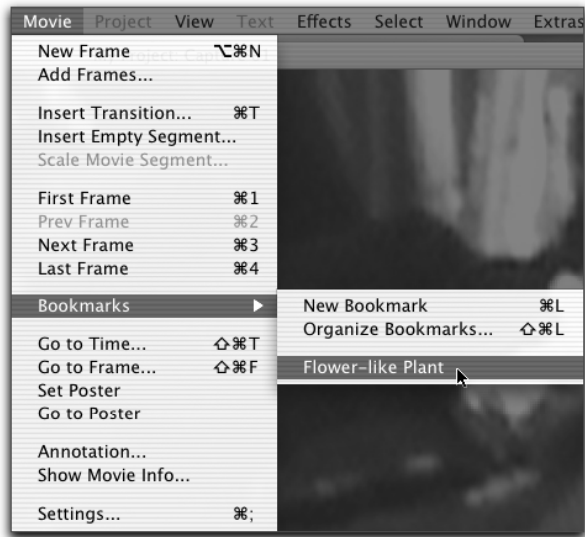 Movie Project View Text Effects Select Window Extras
New Frame ⌥⌘N
Add Frames...
Insert Transition... ⌘T
Insert Empty Segment...
Scale Movie Segment...
First Frame ⌘1
Prev Frame ⌘2
Next Frame ⌘3
Last Frame ⌘4
Bookmarks
New Bookmark ⌘L
Organize Bookmarks... ⇧⌘L
Flower-like Plant
Go to Time... ⇧⌘T
Go to Frame... ⇧⌘F
Set Poster
Go to Poster
Annotation...
Show Movie Info...
Settings... ⌘;